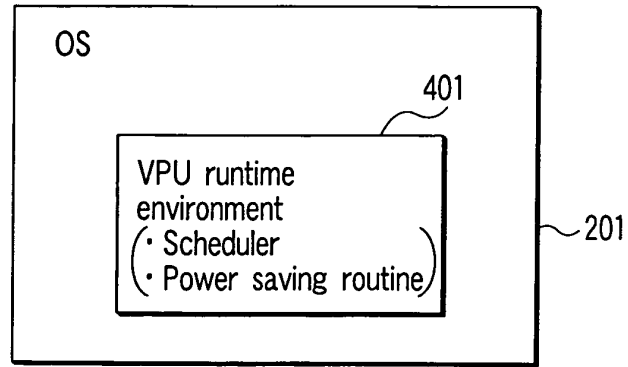 OS
401
VPU runtime
environment
(· Scheduler
· Power saving routine)
201